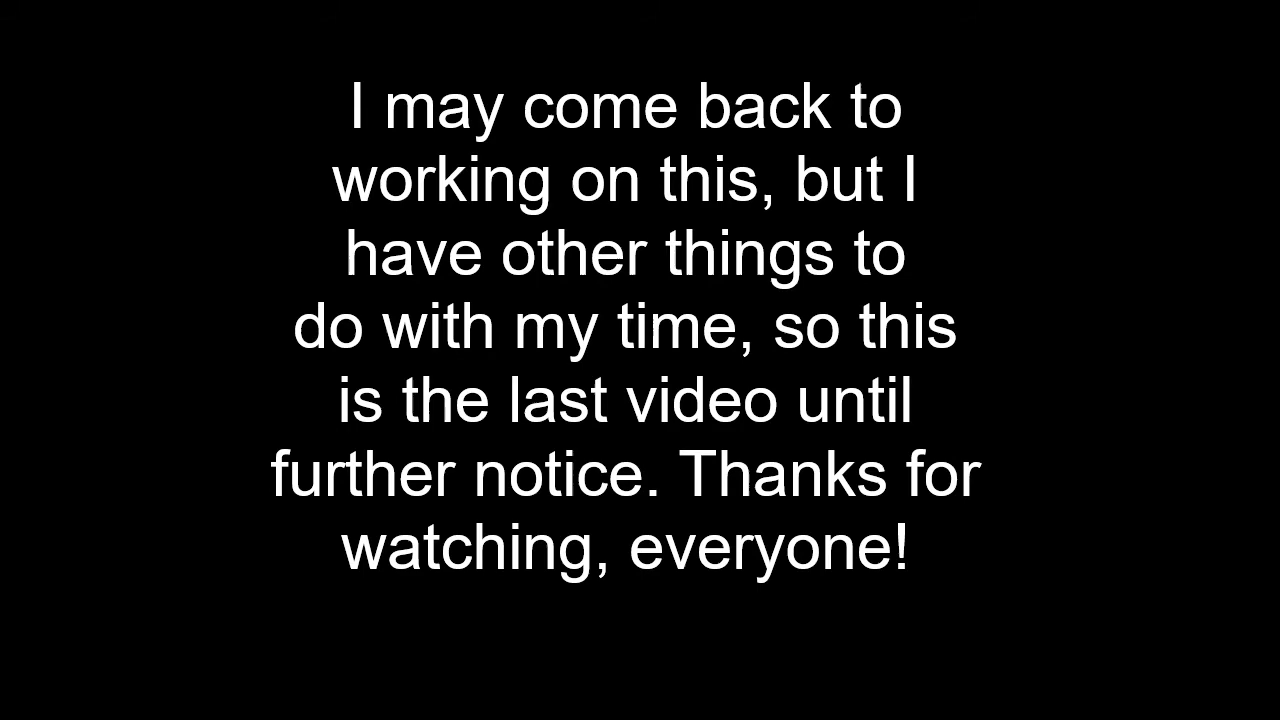 I may come back to
working on this, but I
have other things to
do with my time, so this
is the last video until
further notice. Thanks for
watching, everyone!